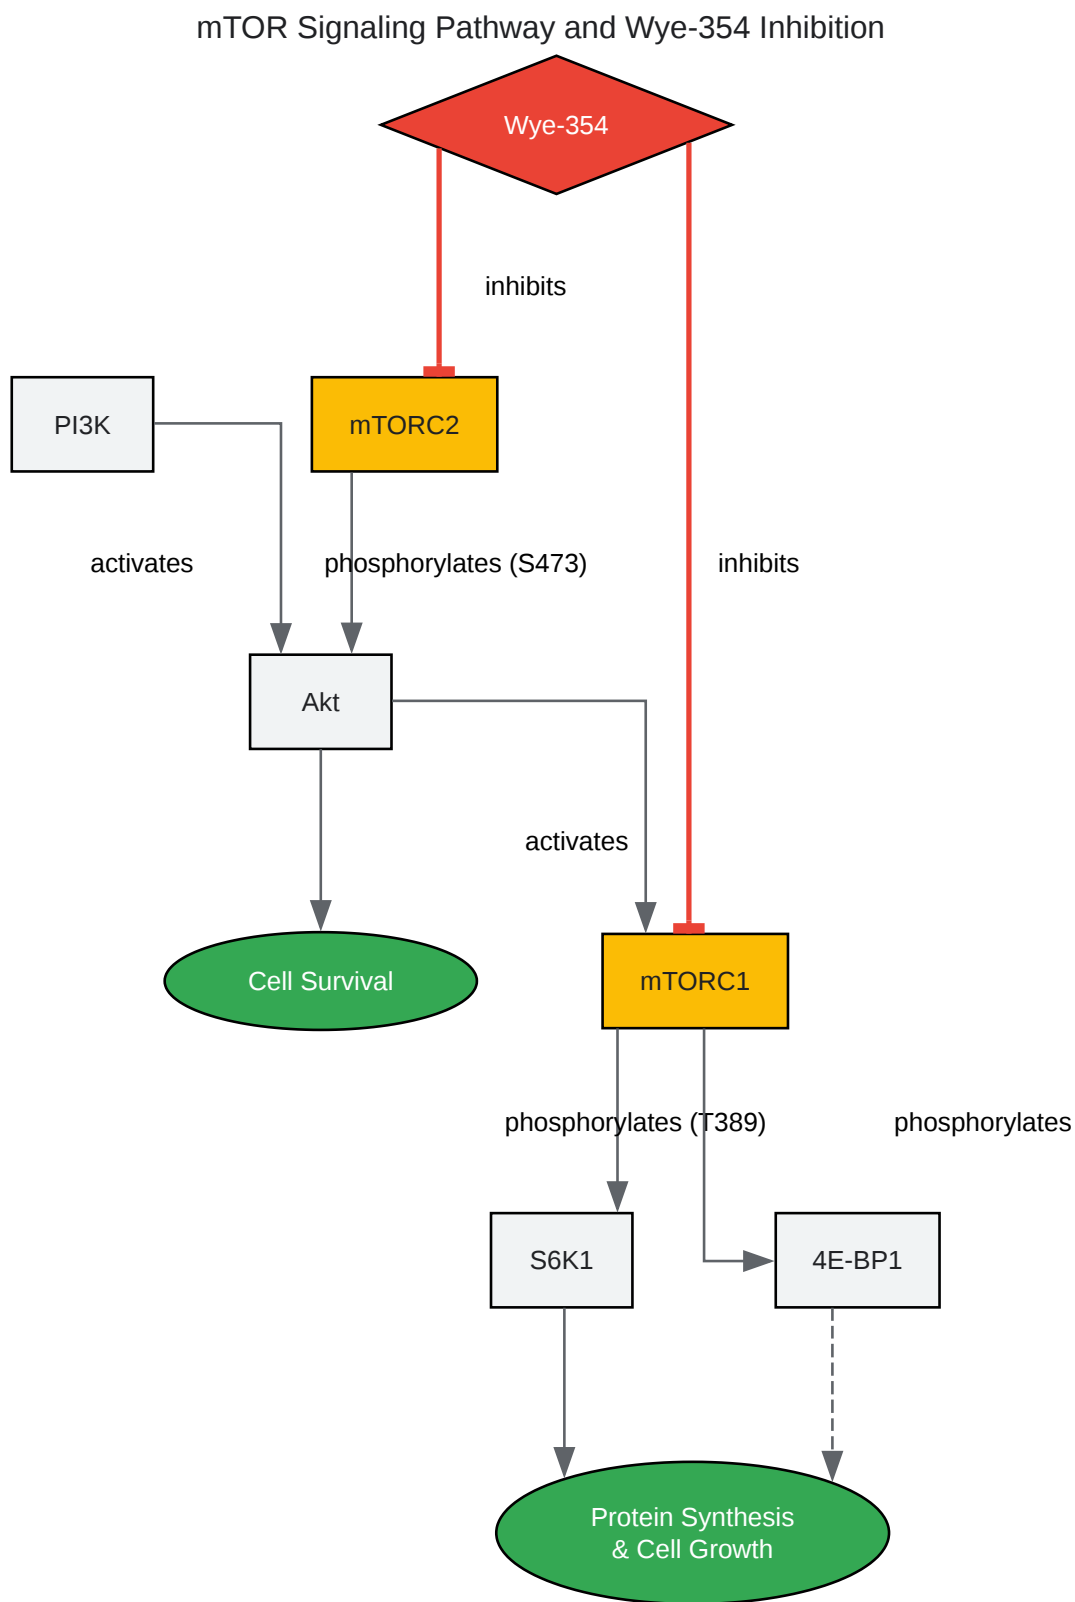 mTOR Signaling Pathway and Wye-354 Inhibition
Wye-354
inhibits
PI3K
mTORC2
activates
phosphorylates (S473)
inhibits
Akt
activates
Cell Survival
mTORC1
phosphorylates (T389)
phosphorylates
S6K1
4E-BP1
Protein Synthesis
& Cell Growth